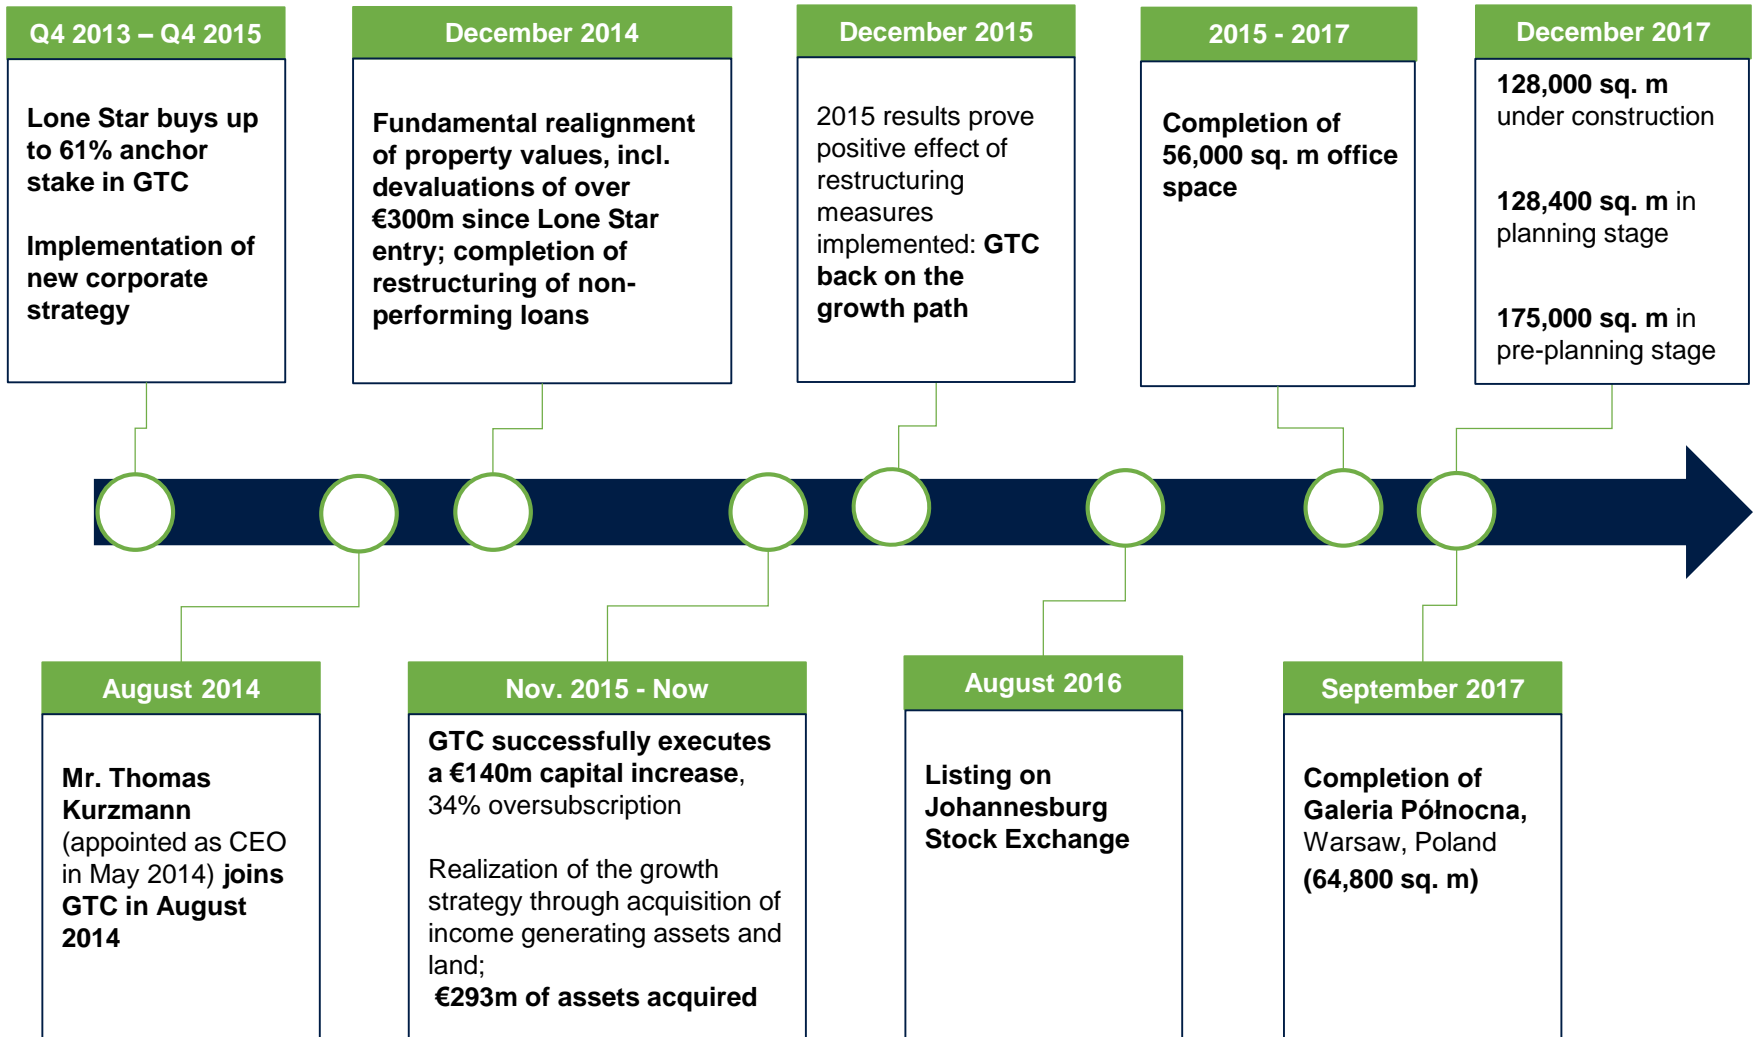 Q4 2013 – Q4 2015
Lone Star buys up
to 61% anchor
stake in GTC
Implementation of
new corporate
strategy
December 2014
Fundamental realignment
of property values, incl.
devaluations of over
€300m since Lone Star
entry; completion of
restructuring of non-
performing loans
December 2015
2015 results prove
positive effect of
restructuring
measures
implemented: GTC
back on the
growth path
2015 - 2017
Completion of
56,000 sq. m office
space
December 2017
128,000 sq. m
under construction
128,400 sq. m in
planning stage
175,000 sq. m in
pre-planning stage
August 2014
Mr. Thomas
Kurzmann
(appointed as CEO
in May 2014) joins
GTC in August
2014
Nov. 2015 - Now
GTC successfully executes
a €140m capital increase,
34% oversubscription
Realization of the growth
strategy through acquisition of
income generating assets and
land;
€293m of assets acquired
August 2016
Listing on
Johannesburg
Stock Exchange
September 2017
Completion of
Galeria Północna,
Warsaw, Poland
(64,800 sq. m)